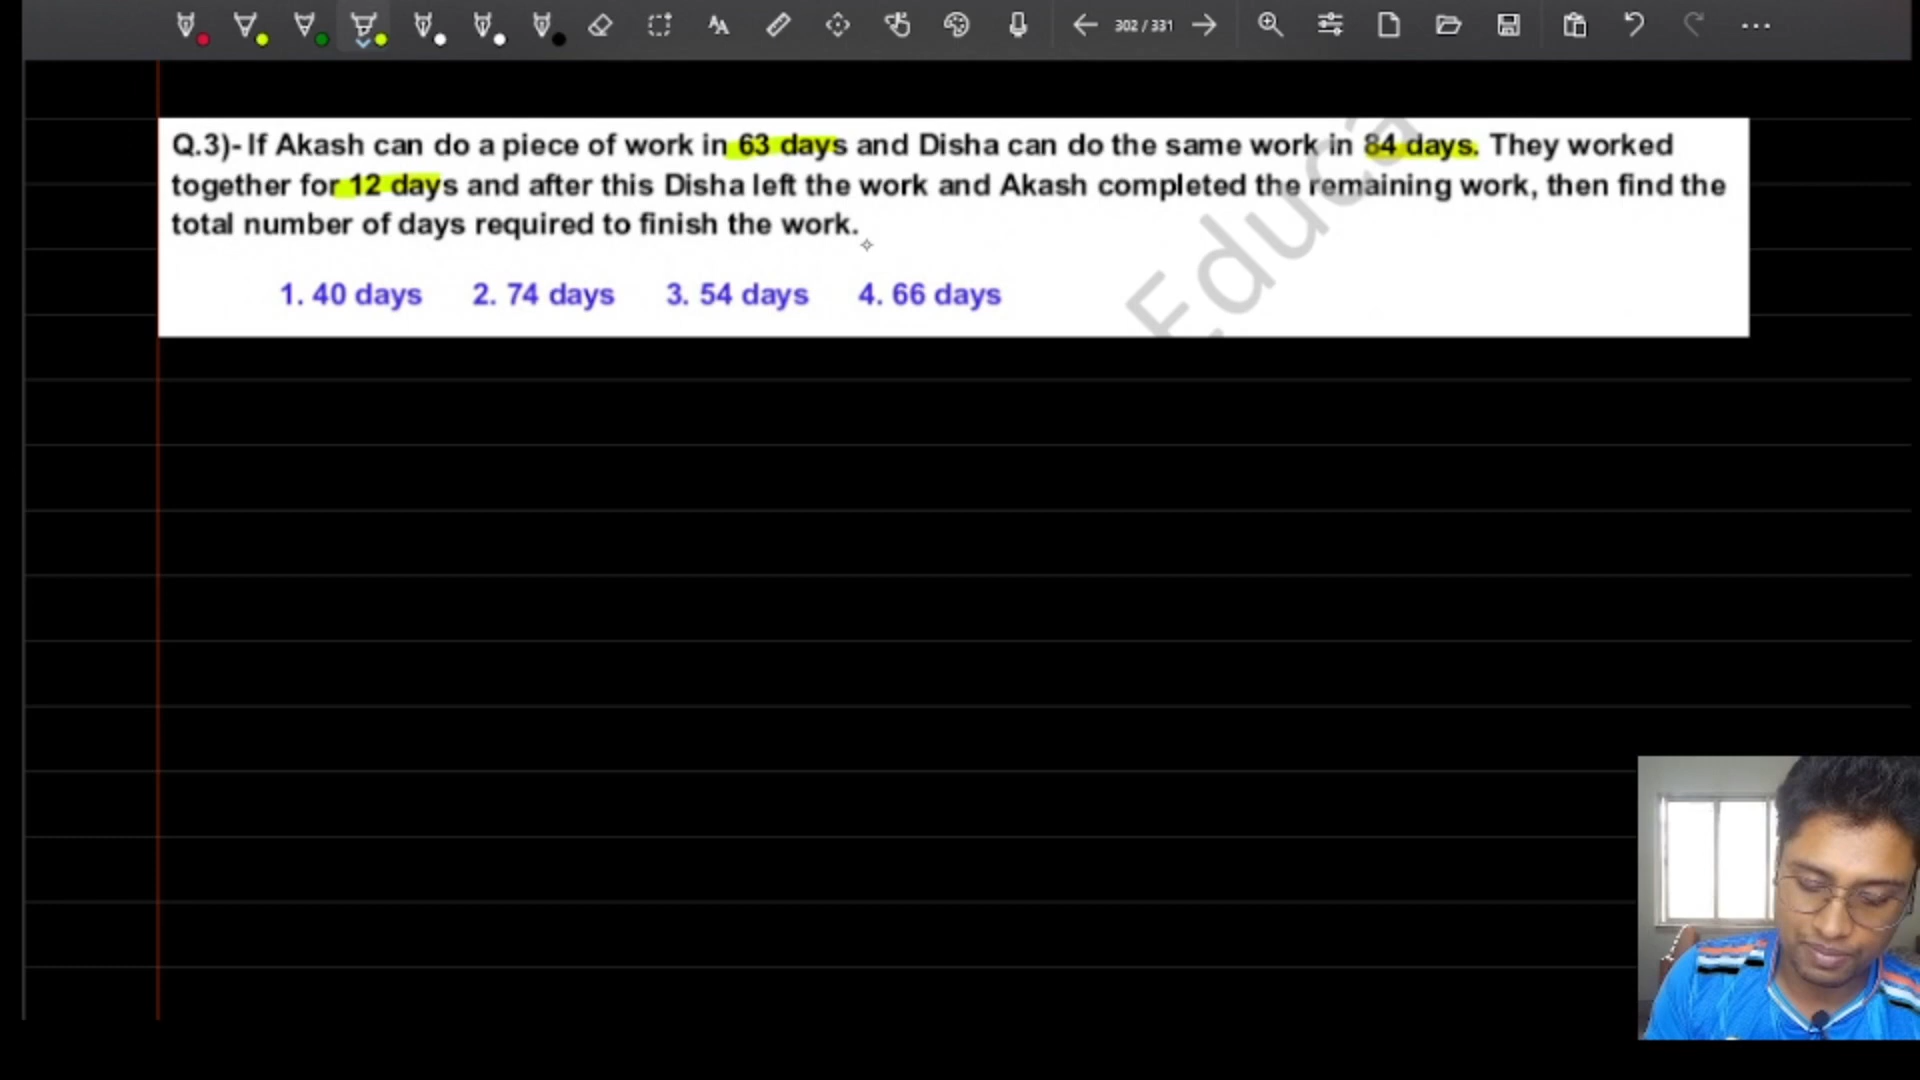 302 / 331
Q.3)- If Akash can do a piece of work in 63 days and Disha can do the same work in 84 days. They worked
together for 12 days and after this Disha left the work and Akash completed the remaining work, then find the
total number of days required to finish the work.
1. 40 days 2. 74 days 3. 54 days 4. 66 days
Educa